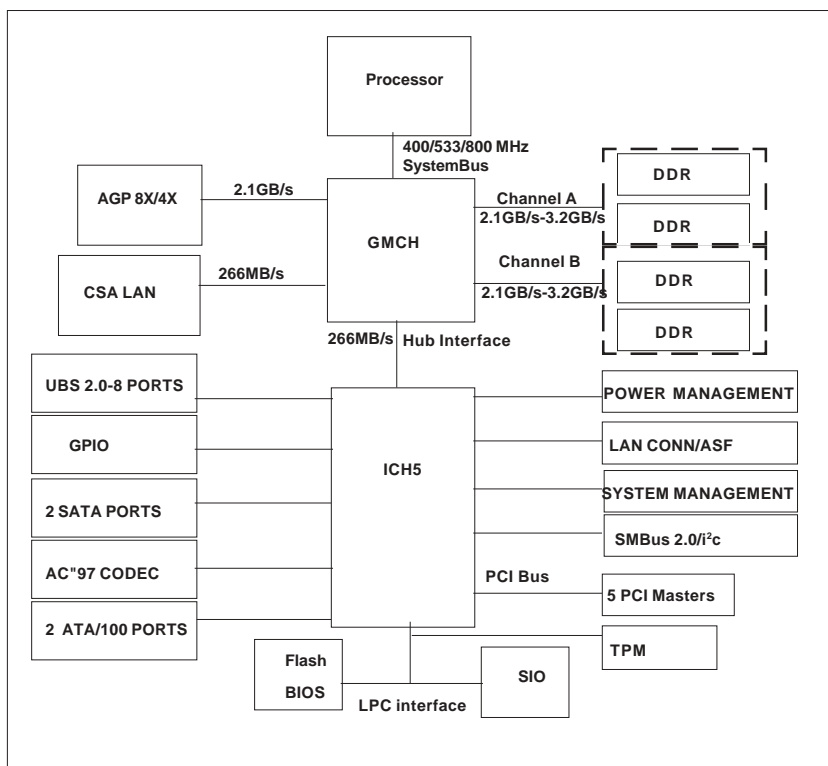 Processor
400/533/800 MHz
SystemBus
AGP 8X/4X
2.1GB/s
GMCH
Channel A
2.1GB/s-3.2GB/s
DDR
DDR
CSA LAN
266MB/s
Channel B
2.1GB/s-3.2GB/s
DDR
DDR
266MB/s
Hub Interface
UBS 2.0-8 PORTS
GPIO
2 SATA PORTS
AC"97 CODEC
2 ATA/100 PORTS
ICH5
POWER MANAGEMENT
LAN CONN/ASF
SYSTEM MANAGEMENT
SMBus 2.0/i²c
PCI Bus
5 PCI Masters
TPM
Flash
BIOS
LPC interface
SIO